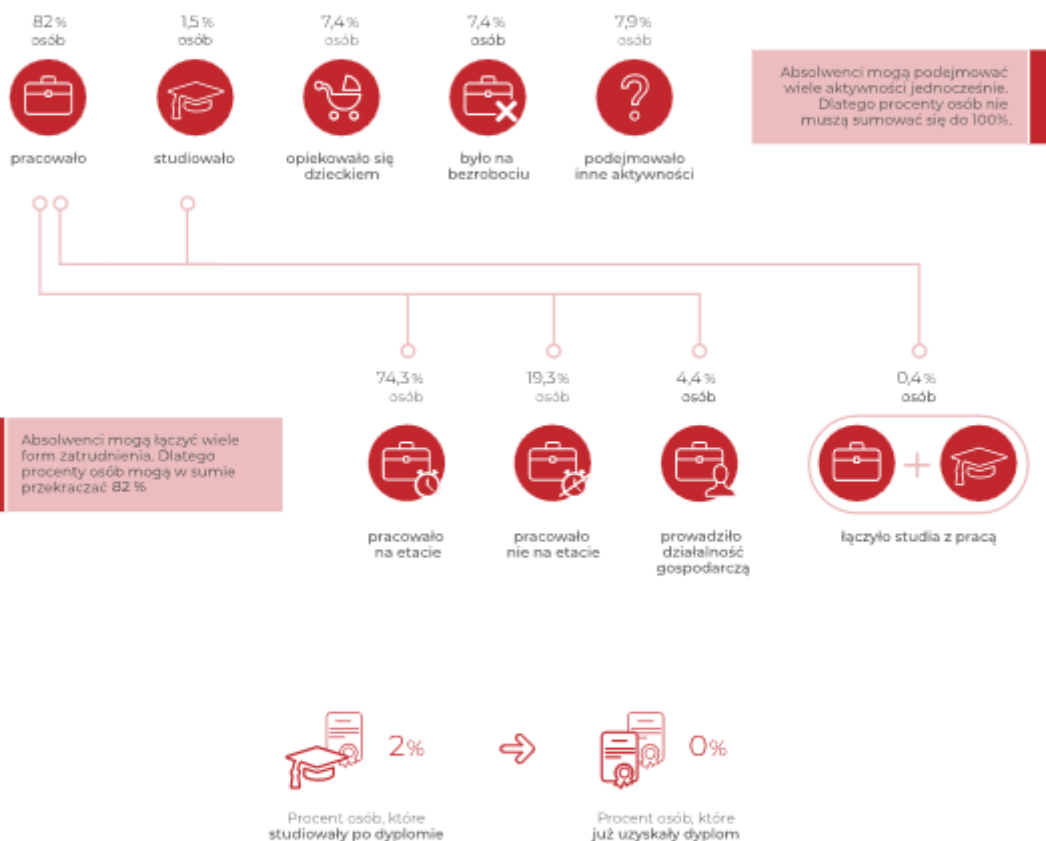 82 %
osób
1,5 %
osób
7,4 %
osób
7,4 %
osób
7,9 %
osób
pracowało
studiowało
opiekowało się
dzieckiem
było na
bezrobociu
podejmowało
inne aktywności
Absolwenci mogą podejmować
wiele aktywności jednocześnie.
Dlatego procenty osób nie
muszą sumować się do 100%.
74,3 %
osób
19,3 %
osób
4,4 %
osób
0,4 %
osób
Absolwenci mogą łączyć wiele
form zatrudnienia. Dlatego
procenty osób mogą w sumie
przekraczać 82 %
pracowało
na etacie
pracowało
nie na etacie
prowadziło
działalność
gospodarczą
łączyło studia z pracą
2%
0%
Procent osób, które
studiowały po dyplomie
Procent osób, które
już uzyskały dyplom